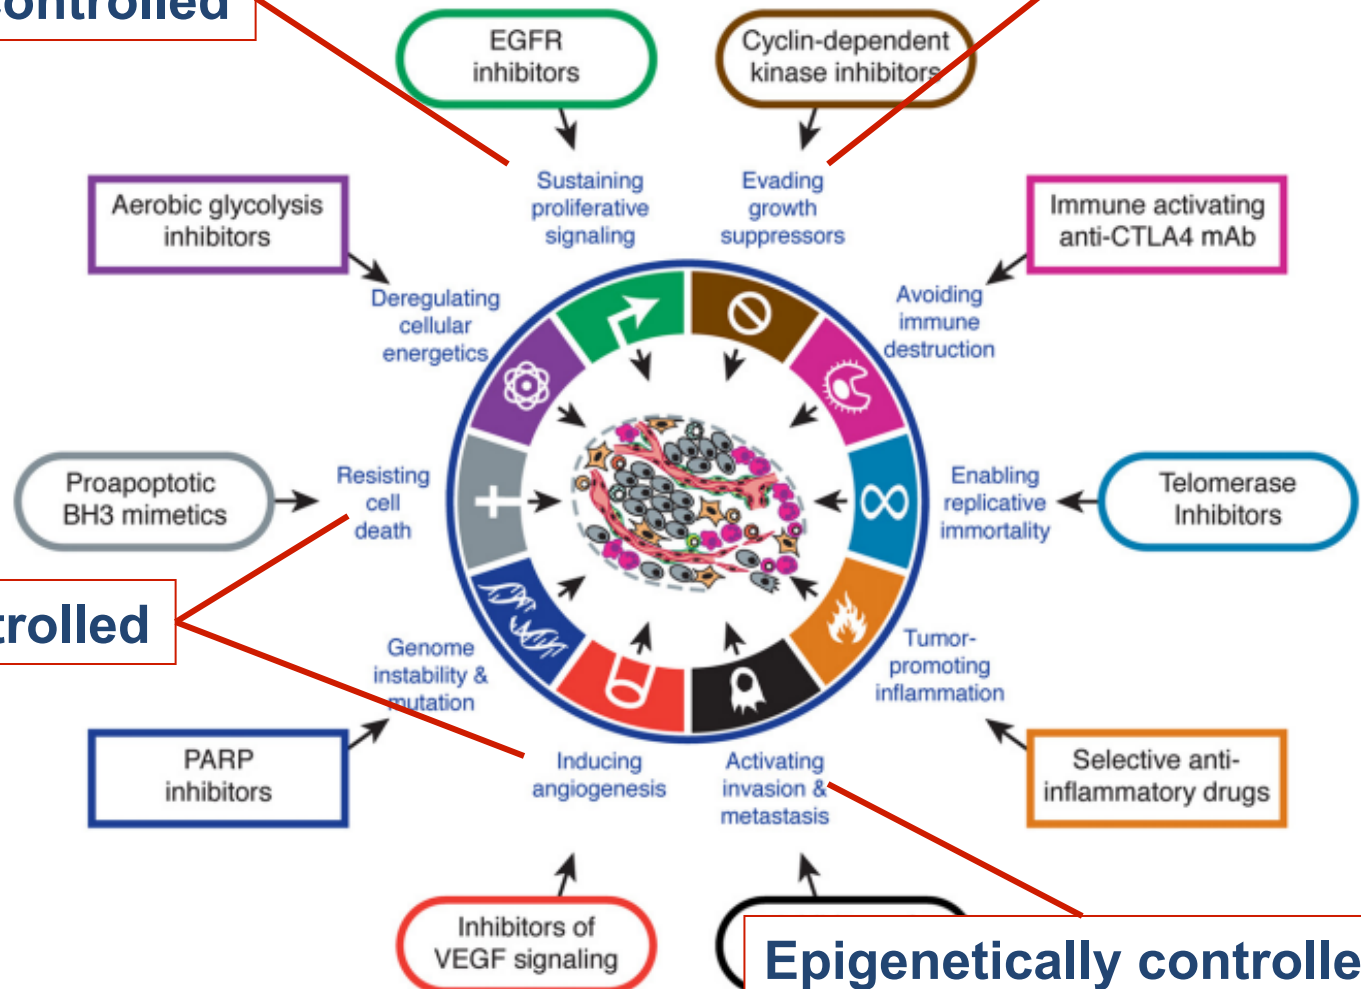 controlled
EGFR
inhibitors
Cyclin-dependent
kinase inhibitors
Sustaining
proliferative
signaling
Evading
growth
suppressors
Aerobic glycolysis
inhibitors
Immune activating
anti-CTLA4 mAb
Deregulating
cellular
energetics
Avoiding
immune
destruction
Proapoptotic
BH3 mimetics
Resisting
cell
death
Enabling
replicative
immortality
Telomerase
Inhibitors
trolled
Genome
instability &
mutation
Tumor-
promoting
inflammation
PARP
inhibitors
Inducing
angiogenesis
Activating
invasion &
metastasis
Selective anti-
inflammatory drugs
Inhibitors of
VEGF signaling
Epigenetically controlle